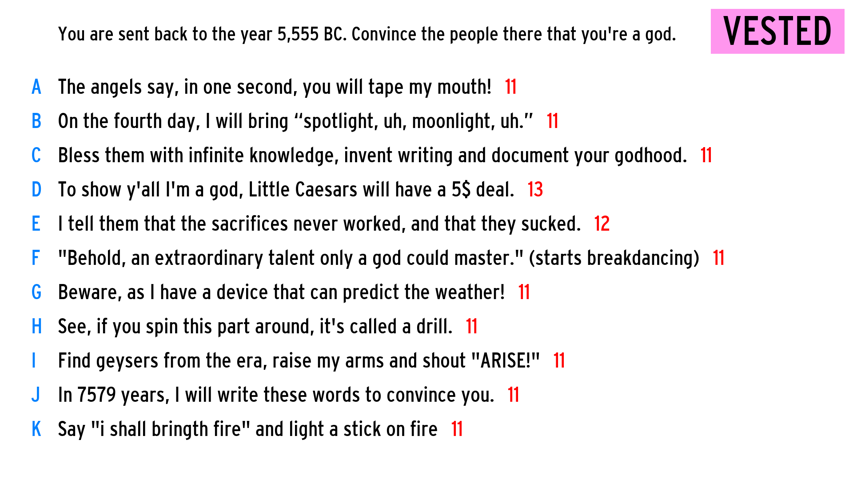 You are sent back to the year 5,555 BC. Convince the people there that you're a god.
VESTED
A The angels say, in one second, you will tape my mouth! 11
B On the fourth day, I will bring “spotlight, uh, moonlight, uh.” 11
C Bless them with infinite knowledge, invent writing and document your godhood. 11
D To show y'all I'm a god, Little Caesars will have a 5$ deal. 13
E I tell them that the sacrifices never worked, and that they sucked. 12
F "Behold, an extraordinary talent only a god could master." (starts breakdancing) 11
G Beware, as I have a device that can predict the weather! 11
H See, if you spin this part around, it's called a drill. 11
I Find geysers from the era, raise my arms and shout "ARISE!" 11
J In 7579 years, I will write these words to convince you. 11
K Say "i shall bringth fire" and light a stick on fire 11